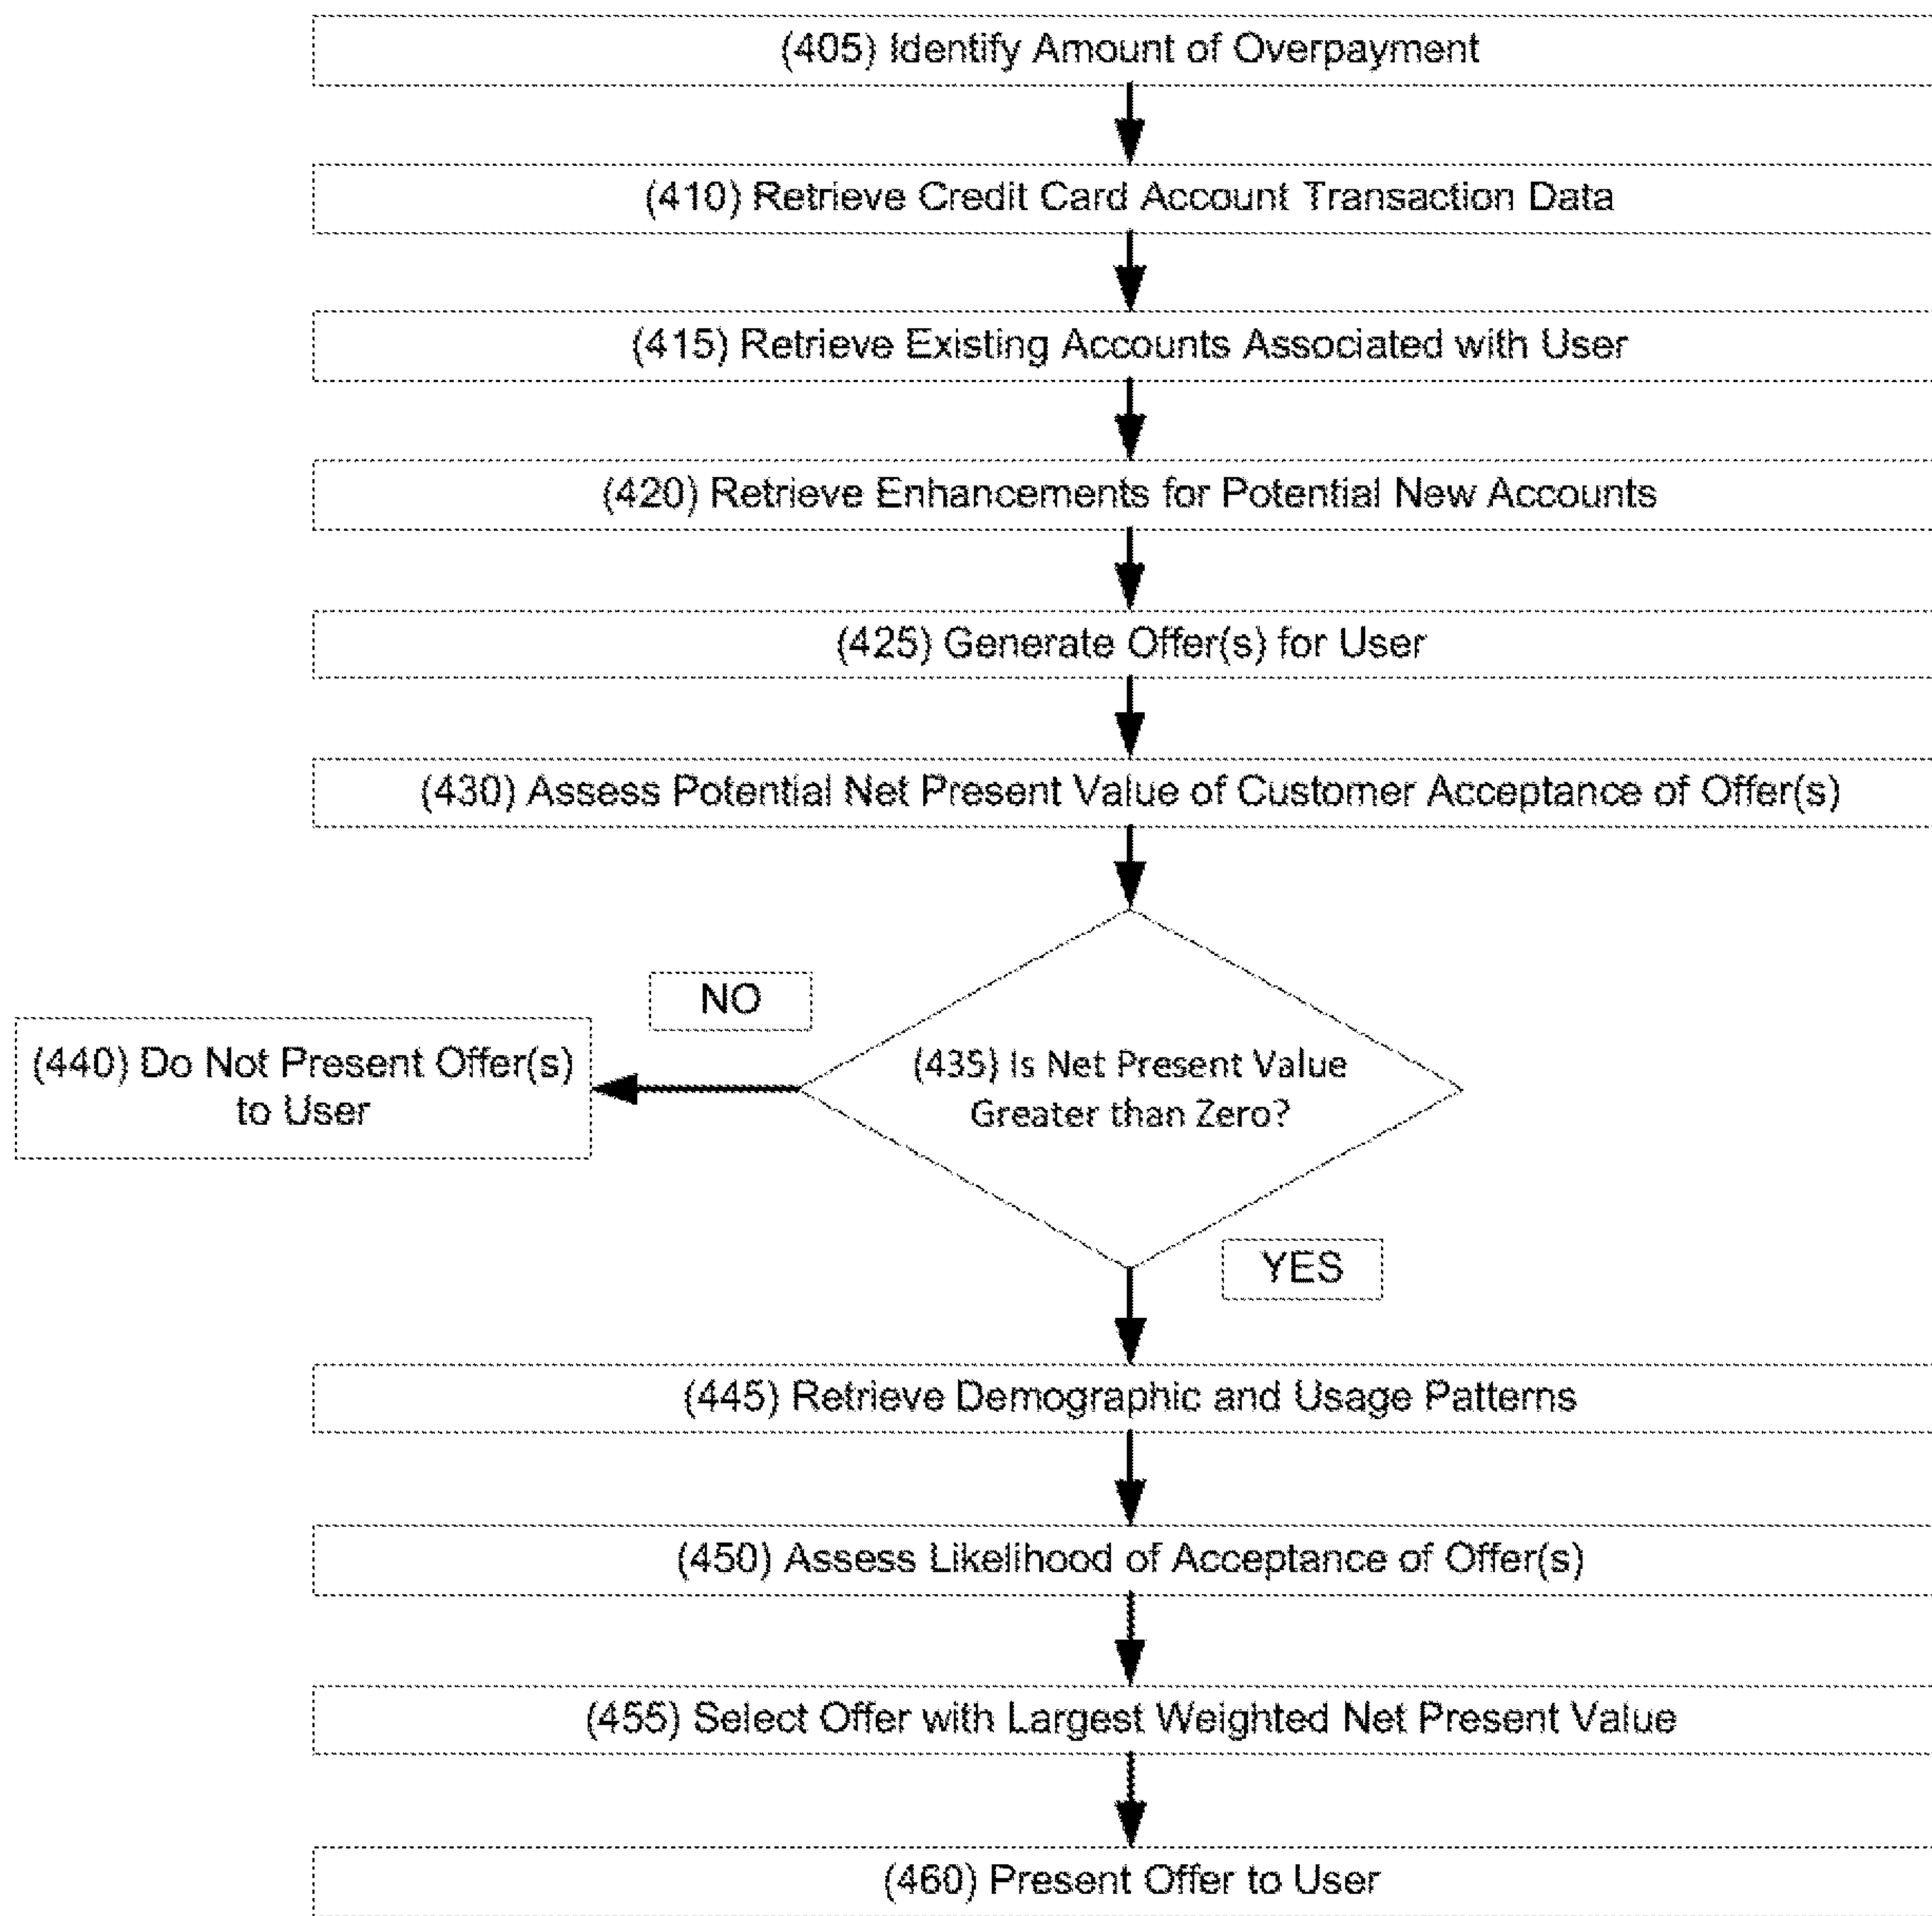 (405) Identify Amount of Overpayment
(410) Retrieve Credit Card Account Transaction Data
(415) Retrieve Existing Accounts Associated with User
(420) Retrieve Enhancements for Potential New Accounts
(425) Generate Offer(s) for User
(430) Assess Potential Net Present Value of Customer Acceptance of Offer(s)
NO
(440) Do Not Present Offer(s)
to User
(435) Is Net Present Value
Greater than Zero?
YES
(445) Retrieve Demographic and Usage Patterns
(450) Assess Likelihood of Acceptance of Offer(s)
(455) Select Offer with Largest Weighted Net Present Value
(460) Present Offer to User